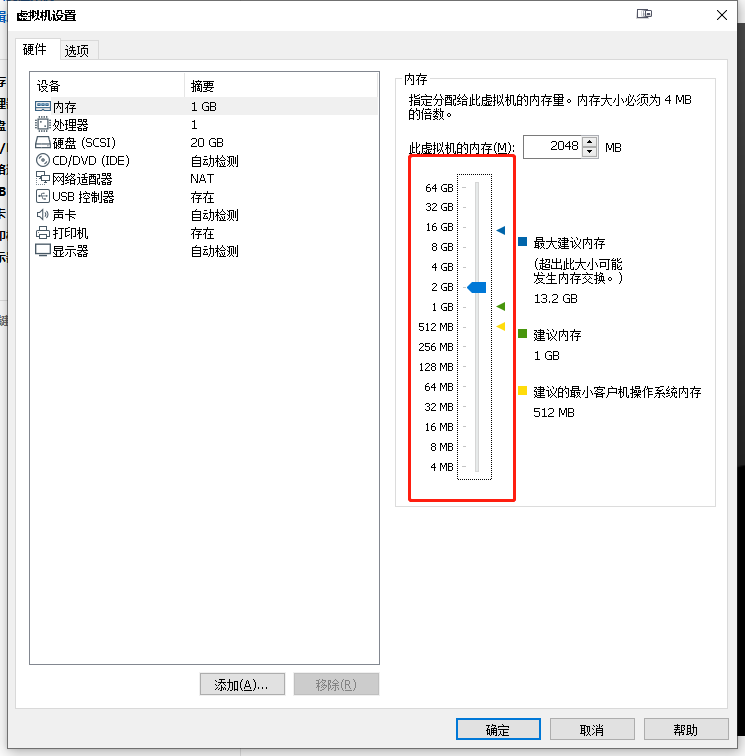 虚拟机设置
硬件
选项
设备 摘要
内存 1 GB
处理器 1
硬盘 (SCSI) 20 GB
CD/DVD (IDE) 自动检测
网络适配器 NAT
USB 控制器 存在
声卡 自动检测
打印机 存在
显示器 自动检测
添加(A)...
移除(R)
内存
指定分配给此虚拟机的内存量。内存大小必须为 4 MB
的倍数。
此虚拟机的内存(M): 2048 MB
64 GB
32 GB
16 GB
8 GB
4 GB
2 GB
1 GB
512 MB
256 MB
128 MB
64 MB
32 MB
16 MB
8 MB
4 MB
最大建议内存
(超出此大小可能
发生内存交换。)
13.2 GB
建议内存
1 GB
建议的最小客户机操作系统内存
512 MB
确定
取消
帮助